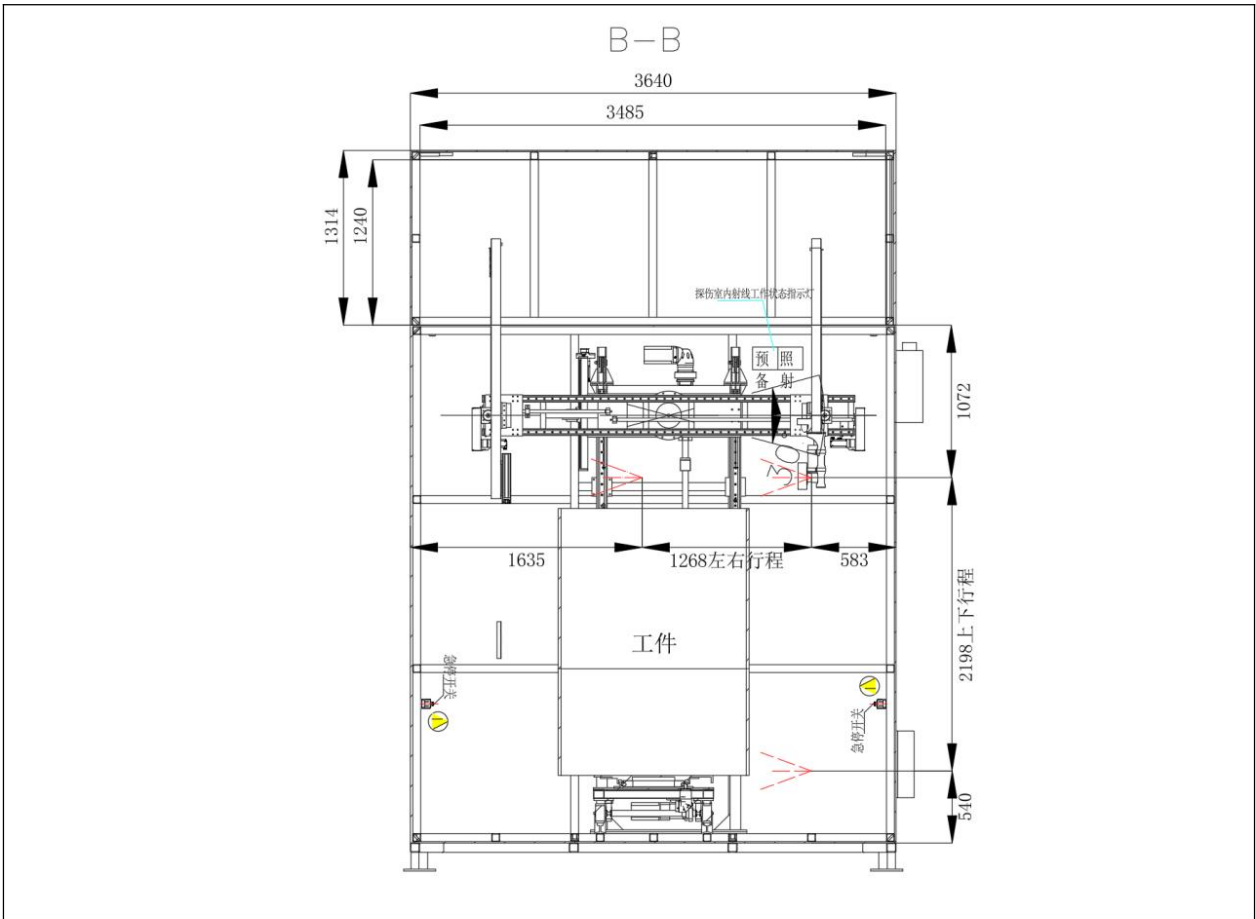 B-B
3640
3485
1314
1240
探伤室内射线工作状态指示灯
预 照
备 射
1072
30
1635
1268左右行程
583
2198上下行程
工件
急停开关
急停开关
540